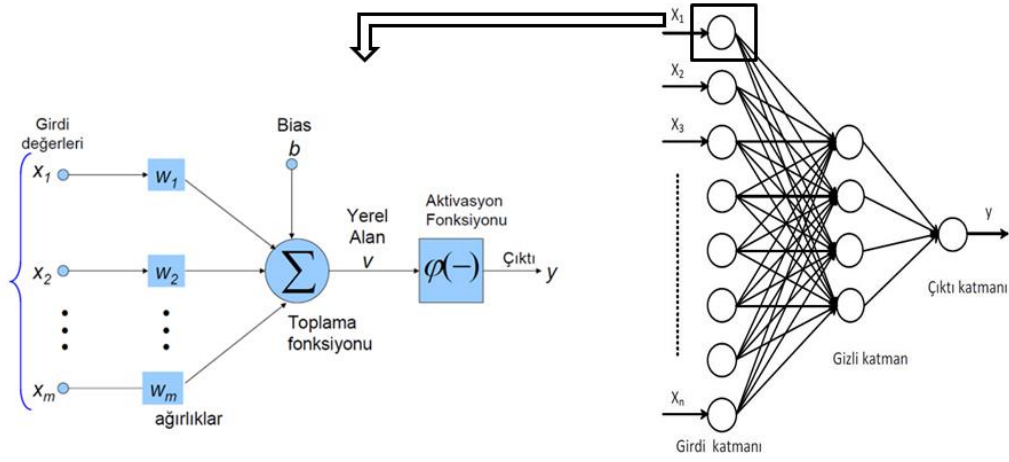 Girdi
değerleri
x1
x2
xm
w1
w2
wm
ağırlıklar
Bias
b
∑
Toplama
fonksiyonu
Yerel
Alan
v
Aktivasyon
Fonksiyonu
φ(−)
Çıktı
y
X1
X2
X3
Xn
Girdi katmanı
Gizli katman
y
Çıktı katmanı